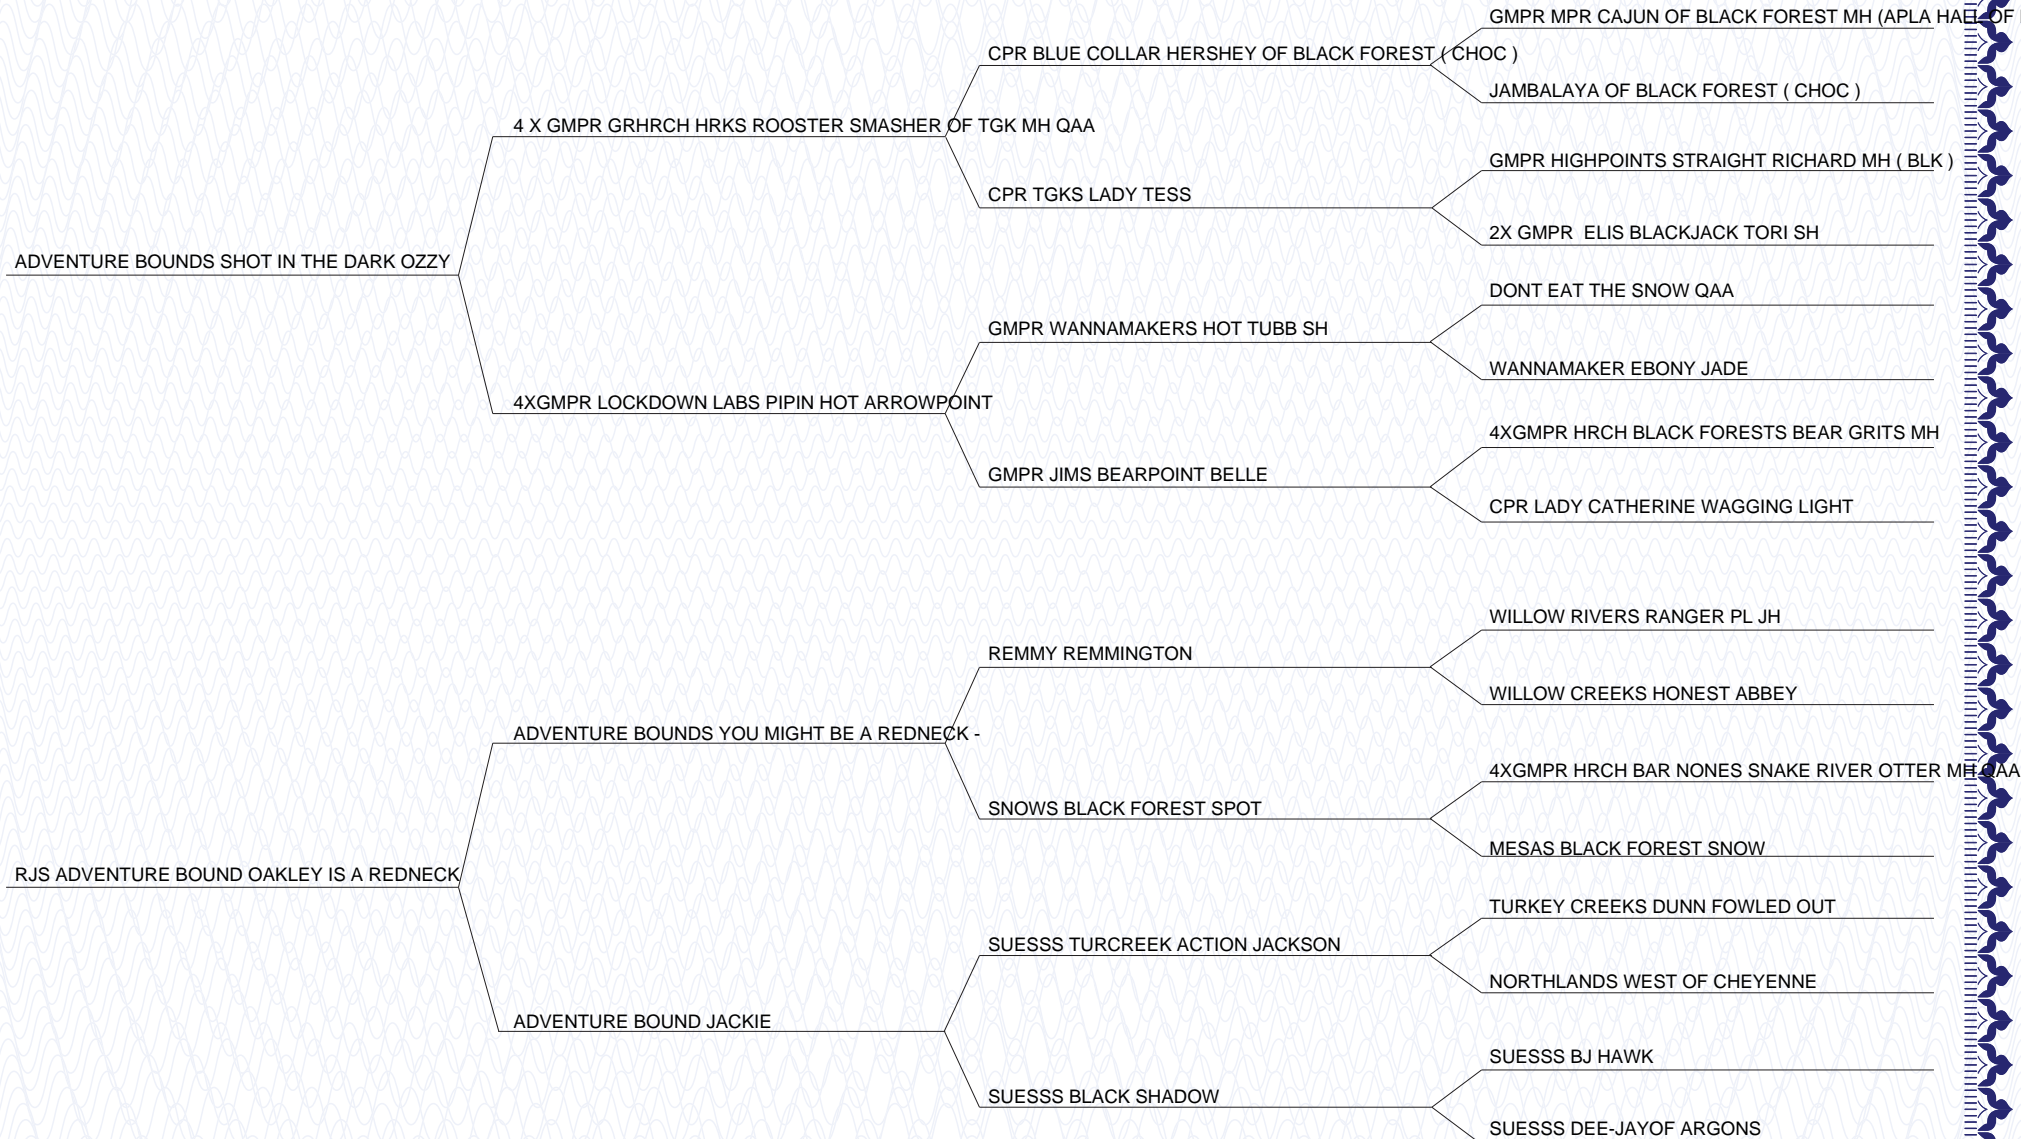 GMPR MPR CAJUN OF BLACK FOREST MH (APLA HALL OF
CPR BLUE COLLAR HERSHEY OF BLACK FOREST ( CHOC )
JAMBALAYA OF BLACK FOREST ( CHOC )
4 X GMPR GRHRCH HRKS ROOSTER SMASHER OF TGK MH QAA
GMPR HIGHPOINTS STRAIGHT RICHARD MH ( BLK )
CPR TGKS LADY TESS
2X GMPR  ELIS BLACKJACK TORI SH
ADVENTURE BOUNDS SHOT IN THE DARK OZZY
DONT EAT THE SNOW QAA
GMPR WANNAMAKERS HOT TUBB SH
WANNAMAKER EBONY JADE
4XGMPR LOCKDOWN LABS PIPIN HOT ARROWPOINT
4XGMPR HRCH BLACK FORESTS BEAR GRITS MH
GMPR JIMS BEARPOINT BELLE
CPR LADY CATHERINE WAGGING LIGHT
WILLOW RIVERS RANGER PL JH
REMMY REMMINGTON
WILLOW CREEKS HONEST ABBEY
ADVENTURE BOUNDS YOU MIGHT BE A REDNECK -
4XGMPR HRCH BAR NONES SNAKE RIVER OTTER MH QAA
SNOWS BLACK FOREST SPOT
MESAS BLACK FOREST SNOW
RJS ADVENTURE BOUND OAKLEY IS A REDNECK
TURKEY CREEKS DUNN FOWLED OUT
SUESSS TURCREEK ACTION JACKSON
NORTHLANDS WEST OF CHEYENNE
ADVENTURE BOUND JACKIE
SUESSS BJ HAWK
SUESSS BLACK SHADOW
SUESSS DEE-JAYOF ARGONS